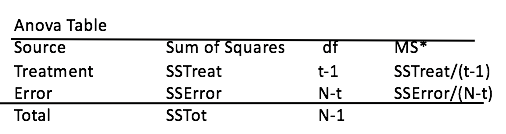 Anova Table
Source Sum of Squares df MS*
Treatment SSTreat t-1 SSTreat/(t-1)
Error SSError N-t SSError/(N-t)
Total SSTot N-1